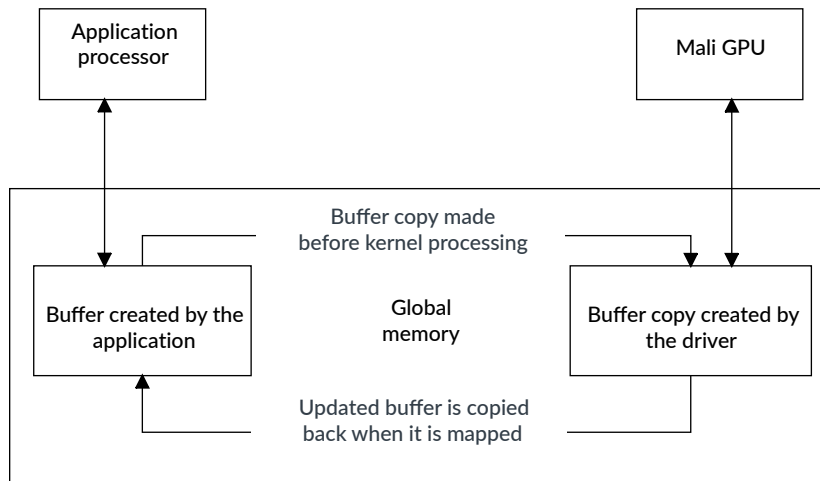 Application
processor
Mali GPU
Buffer copy made
before kernel processing
Buffer created by the
application
Global
memory
Buffer copy created by
the driver
Updated buffer is copied
back when it is mapped